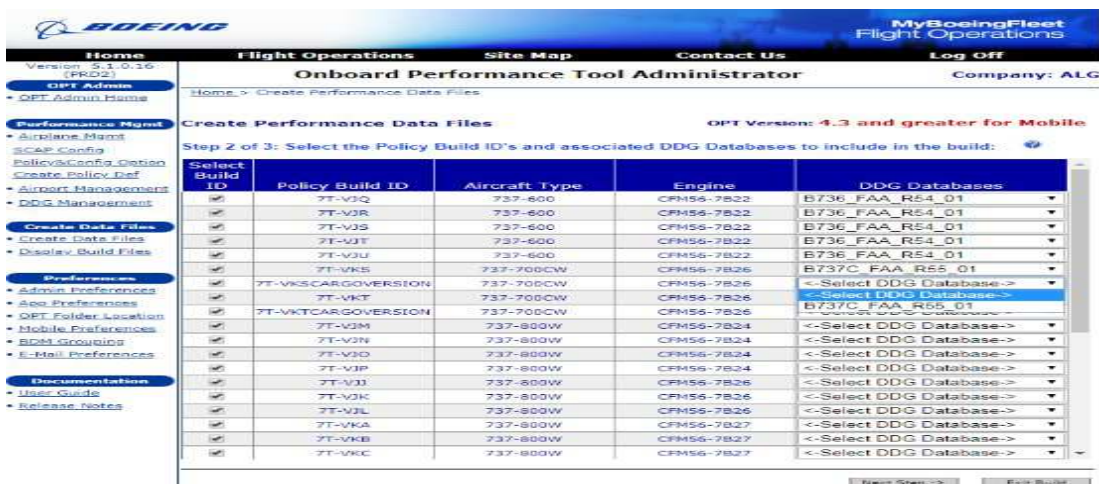 BOEING
MyBoeingFleet
Flight Operations
Home Flight Operations Site Map Contact Us Log Off
Version 5.1.0.16
(PRD2)
OPT Admin
• OPT Admin Home
Performance Mgmt
• Airplane Mgmt
SCAP Config
Policy&Config Option
Create Policy Def
• Airport Management
• DDG Management
Create Data Files
• Create Data Files
• Display Build Files
Preferences
• Admin Preferences
• App Preferences
• OPT Folder Location
• Mobile Preferences
• BDM Grouping
• E-Mail Preferences
Documentation
• User Guide
• Release Notes
Onboard Performance Tool Administrator Company: ALG
Home > Create Performance Data Files
Create Performance Data Files OPT Version: 4.3 and greater for Mobile
Step 2 of 3: Select the Policy Build ID's and associated DDG Databases to include in the build:
Select
Build
ID Policy Build ID Aircraft Type Engine DDG Databases
7T-VJQ 737-600 CFM56-7B22 B736_FAA_R54_01
7T-VJR 737-600 CFM56-7B22 B736_FAA_R54_01
7T-VJS 737-600 CFM56-7B22 B736_FAA_R54_01
7T-VJT 737-600 CFM56-7B22 B736_FAA_R54_01
7T-VJU 737-600 CFM56-7B22 B736_FAA_R54_01
7T-VKS 737-700CW CFM56-7B26 B737C_FAA_R55_01
7T-VKSCARGOVERSION 737-700CW CFM56-7B26 <-Select DDG Database->
7T-VKT 737-700CW CFM56-7B26 <-Select DDG Database->
7T-VKTCARGOVERSION 737-700CW CFM56-7B26 B737C_FAA_R55_01
7T-VJM 737-800W CFM56-7B24 <-Select DDG Database->
7T-VJN 737-800W CFM56-7B24 <-Select DDG Database->
7T-VJO 737-800W CFM56-7B24 <-Select DDG Database->
7T-VJP 737-800W CFM56-7B24 <-Select DDG Database->
7T-VJJ 737-800W CFM56-7B26 <-Select DDG Database->
7T-VJK 737-800W CFM56-7B26 <-Select DDG Database->
7T-VJL 737-800W CFM56-7B26 <-Select DDG Database->
7T-VKA 737-800W CFM56-7B27 <-Select DDG Database->
7T-VKB 737-800W CFM56-7B27 <-Select DDG Database->
7T-VKC 737-800W CFM56-7B27 <-Select DDG Database->
Next Step -> Exit Build